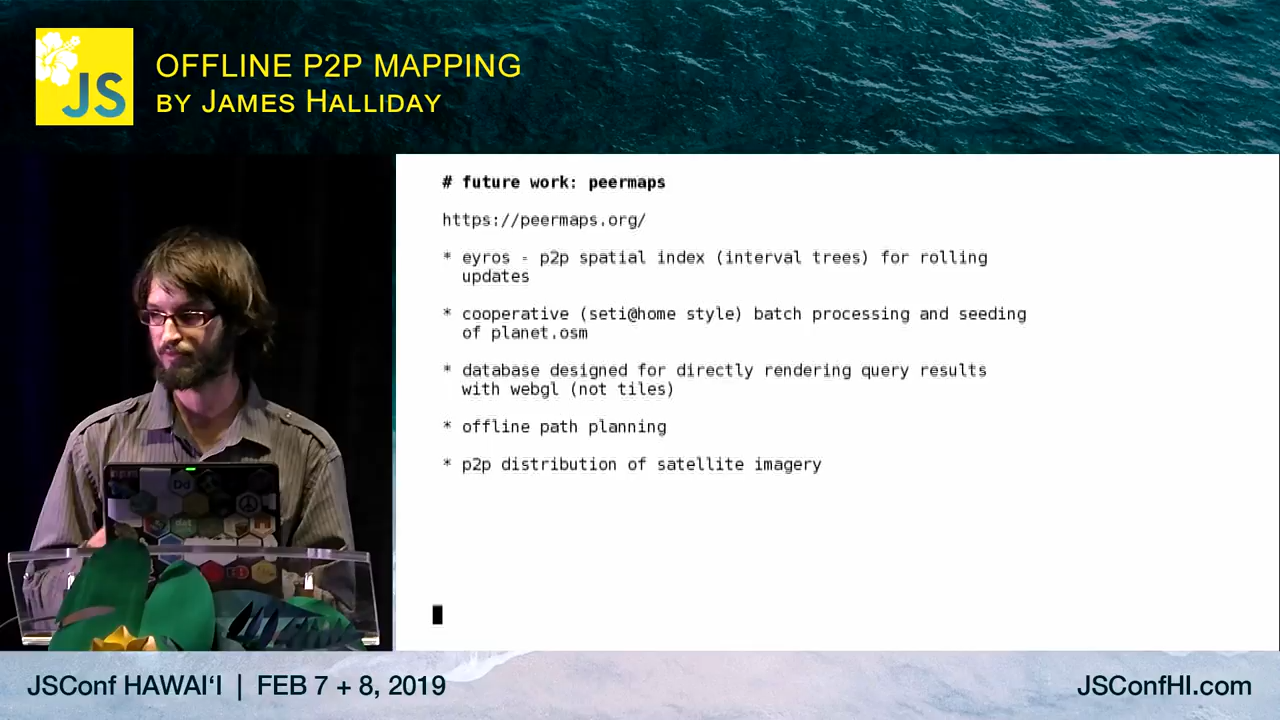 JS
OFFLINE P2P MAPPING
BY JAMES HALLIDAY
# future work: peermaps
https://peermaps.org/
* eyros - p2p spatial index (interval trees) for rolling
updates
* cooperative (seti@home style) batch processing and seeding
of planet.osm
* database designed for directly rendering query results
with webgl (not tiles)
* offline path planning
* p2p distribution of satellite imagery
Dd
dat
JSConf HAWAI‘I | FEB 7 + 8, 2019
JSConfHI.com